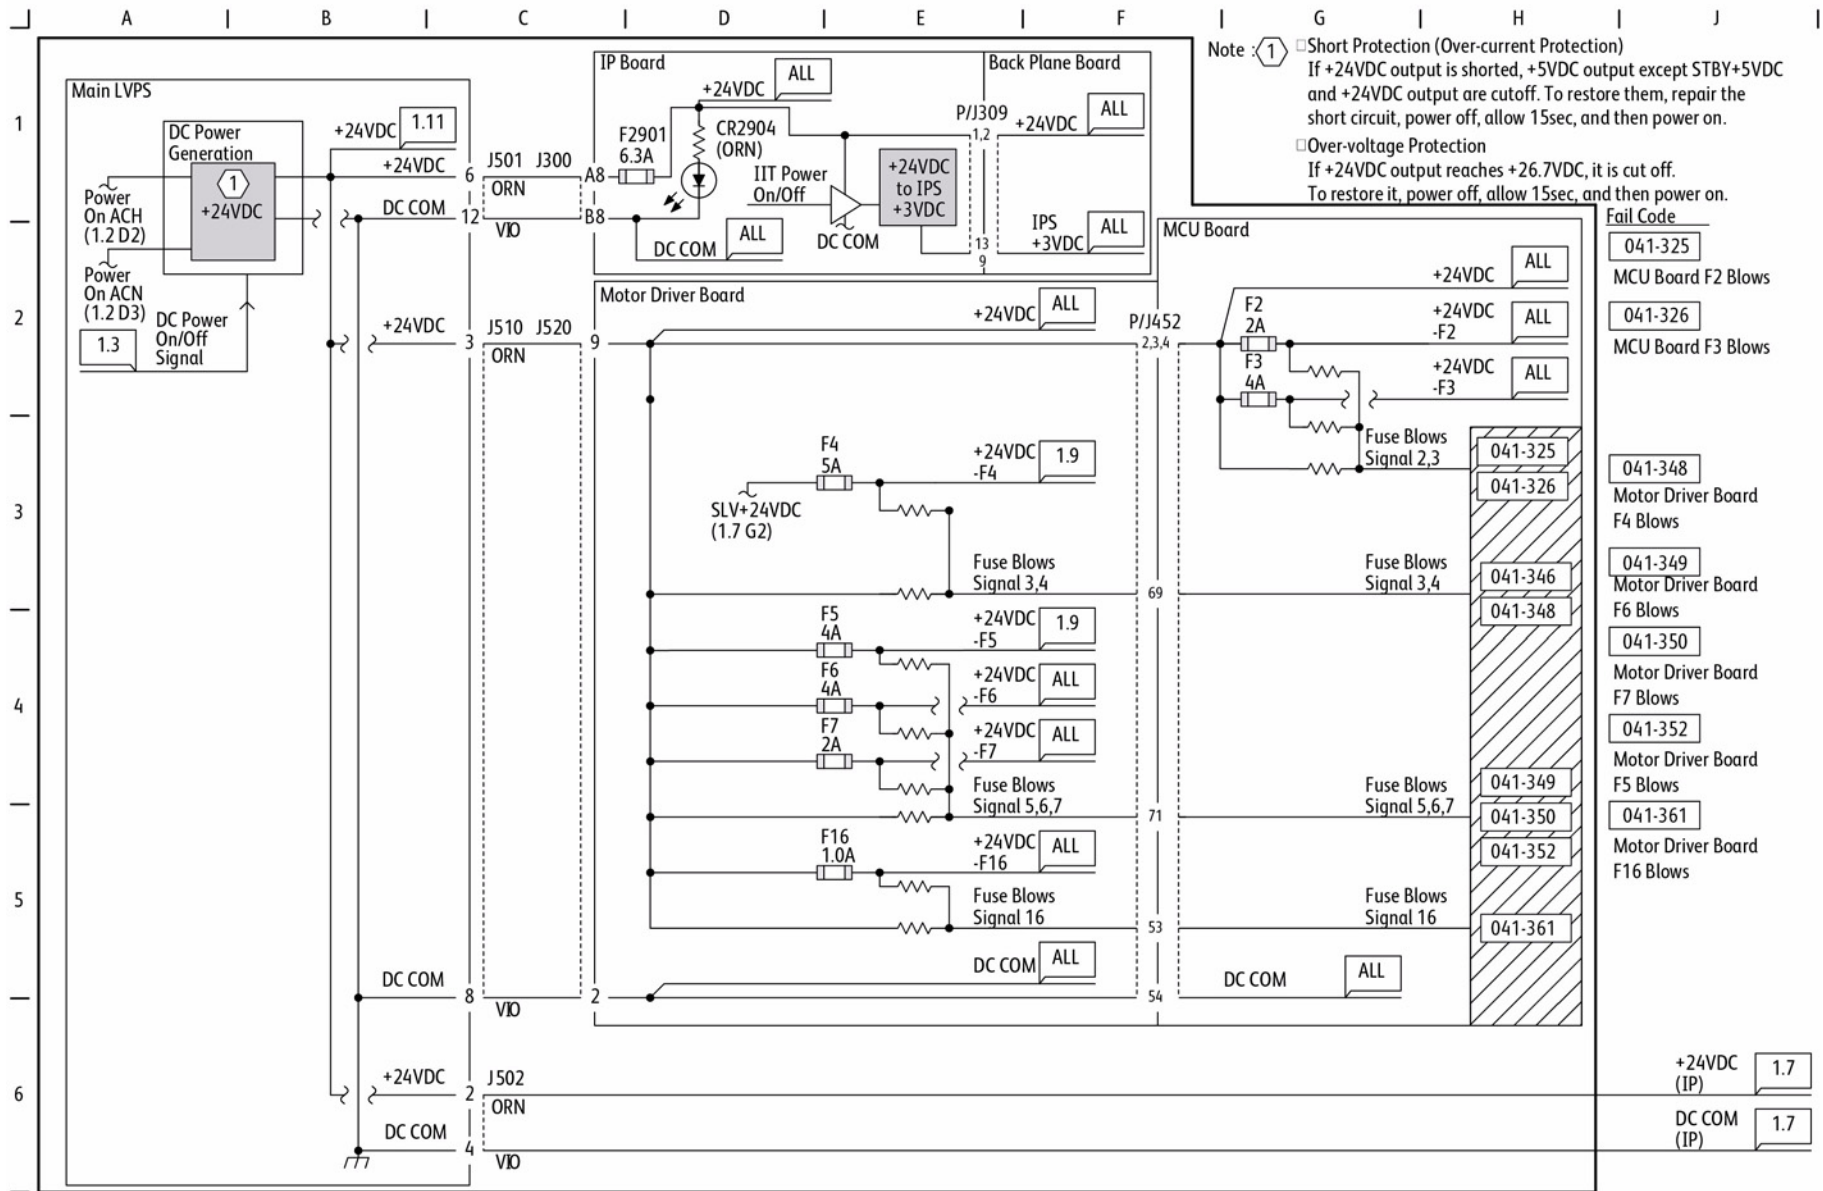 A B C D E F G H J
1
2
3
4
5
6
Note : 1
□Short Protection (Over-current Protection)
If +24VDC output is shorted, +5VDC output except STBY+5VDC
and +24VDC output are cutoff. To restore them, repair the
short circuit, power off, allow 15sec, and then power on.
□Over-voltage Protection
If +24VDC output reaches +26.7VDC, it is cut off.
To restore it, power off, allow 15sec, and then power on.
Main LVPS
DC Power
Generation
1
+24VDC
Power
On ACH
(1.2 D2)
Power
On ACN
(1.2 D3)
1.3
DC Power
On/Off
Signal
+24VDC
1.11
+24VDC
6
J501 J300
ORN
A8
DC COM
12
VIO
B8
+24VDC
3
J510 J520
ORN
9
DC COM
8
VIO
2
+24VDC
2
J502
ORN
DC COM
4
VIO
IP Board
+24VDC
ALL
F2901
6.3A
CR2904
(ORN)
IIT Power
On/Off
DC COM
ALL
DC COM
+24VDC
to IPS
+3VDC
Back Plane Board
P/J309
1,2
+24VDC
ALL
13
9
IPS
+3VDC
ALL
Motor Driver Board
+24VDC
ALL
P/J452
2,3,4
F4
5A
SLV+24VDC
(1.7 G2)
+24VDC
-F4
1.9
Fuse Blows
Signal 3,4
69
F5
4A
+24VDC
-F5
1.9
F6
4A
+24VDC
-F6
ALL
F7
2A
+24VDC
-F7
ALL
Fuse Blows
Signal 5,6,7
71
F16
1.0A
+24VDC
-F16
ALL
Fuse Blows
Signal 16
53
DC COM
ALL
54
MCU Board
+24VDC
ALL
F2
2A
+24VDC
-F2
ALL
F3
4A
+24VDC
-F3
ALL
Fuse Blows
Signal 2,3
041-325
041-326
Fuse Blows
Signal 3,4
041-346
041-348
Fuse Blows
Signal 5,6,7
041-349
041-350
041-352
Fuse Blows
Signal 16
041-361
DC COM
ALL
Fail Code
041-325
MCU Board F2 Blows
041-326
MCU Board F3 Blows
041-348
Motor Driver Board
F4 Blows
041-349
Motor Driver Board
F6 Blows
041-350
Motor Driver Board
F7 Blows
041-352
Motor Driver Board
F5 Blows
041-361
Motor Driver Board
F16 Blows
+24VDC
(IP)
1.7
DC COM
(IP)
1.7